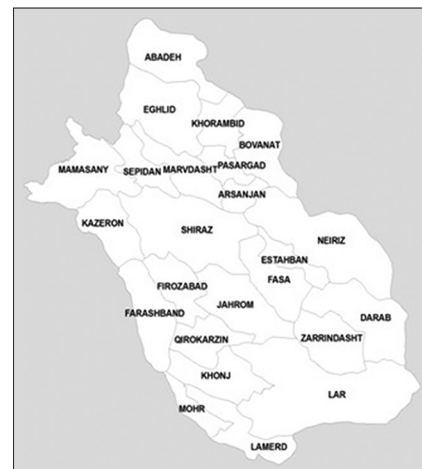 ABADEH
EGHLID
KHORAMBID
BOVANAT
MAMASANY
SEPIDAN
MARVDASHT
PASARGAD
ARSANJAN
KAZERON
SHIRAZ
NEIRIZ
ESTAHBAN
FASA
FIROZABAD
JAHROM
FARASHBAND
DARAB
QIROKARZIN
ZARRINDASHT
KHONJ
LAR
MOHR
LAMERD